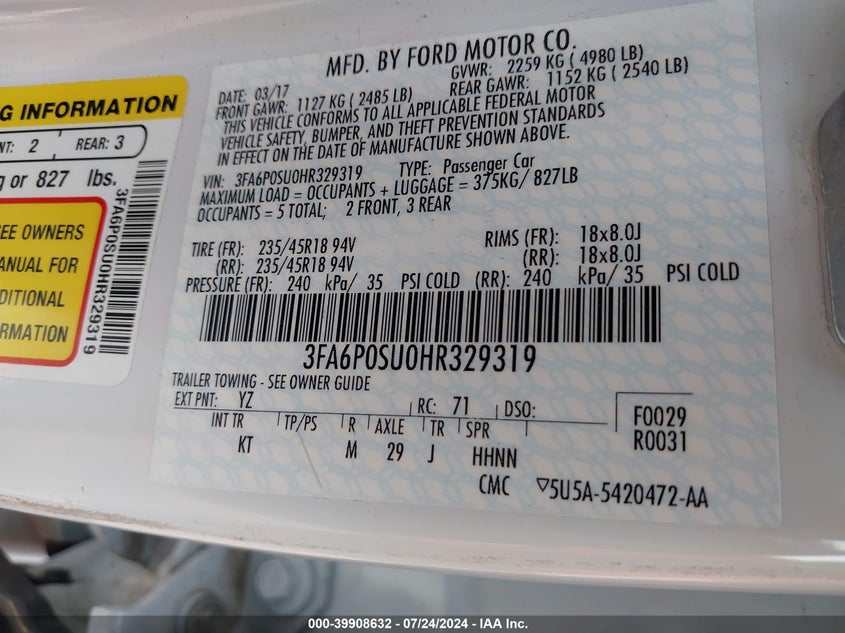 MFD. BY FORD MOTOR CO.
DATE: 03/17 GVWR: 2259 KG ( 4980 LB)
FRONT GAWR: 1127 KG ( 2485 LB) REAR GAWR: 1152 KG ( 2540 LB)
THIS VEHICLE CONFORMS TO ALL APPLICABLE FEDERAL MOTOR
VEHICLE SAFETY, BUMPER, AND THEFT PREVENTION STANDARDS
IN EFFECT ON THE DATE OF MANUFACTURE SHOWN ABOVE.
VIN: 3FA6P0SU0HR329319 TYPE: Passenger Car
MAXIMUM LOAD = OCCUPANTS + LUGGAGE = 375KG/ 827LB
OCCUPANTS = 5 TOTAL; 2 FRONT, 3 REAR
TIRE (FR): 235/45R18 94V RIMS (FR): 18x8.0J
(RR): 235/45R18 94V (RR): 18x8.0J
PRESSURE (FR): 240 kPa/ 35 PSI COLD (RR): 240 kPa/ 35 PSI COLD
3FA6P0SU0HR329319
TRAILER TOWING - SEE OWNER GUIDE
EXT PNT: YZ RC: 71 DSO: F0029
INT TR TP/PS R AXLE TR SPR R0031
KT M 29 J HHNN
CMC ▽5U5A-5420472-AA
G INFORMATION
NT: 2 REAR: 3
g or 827 lbs.
3FA6P0SU0HR329319
EE OWNERS
ANUAL FOR
DITIONAL
FORMATION
000-39908632 - 07/24/2024 - IAA Inc.